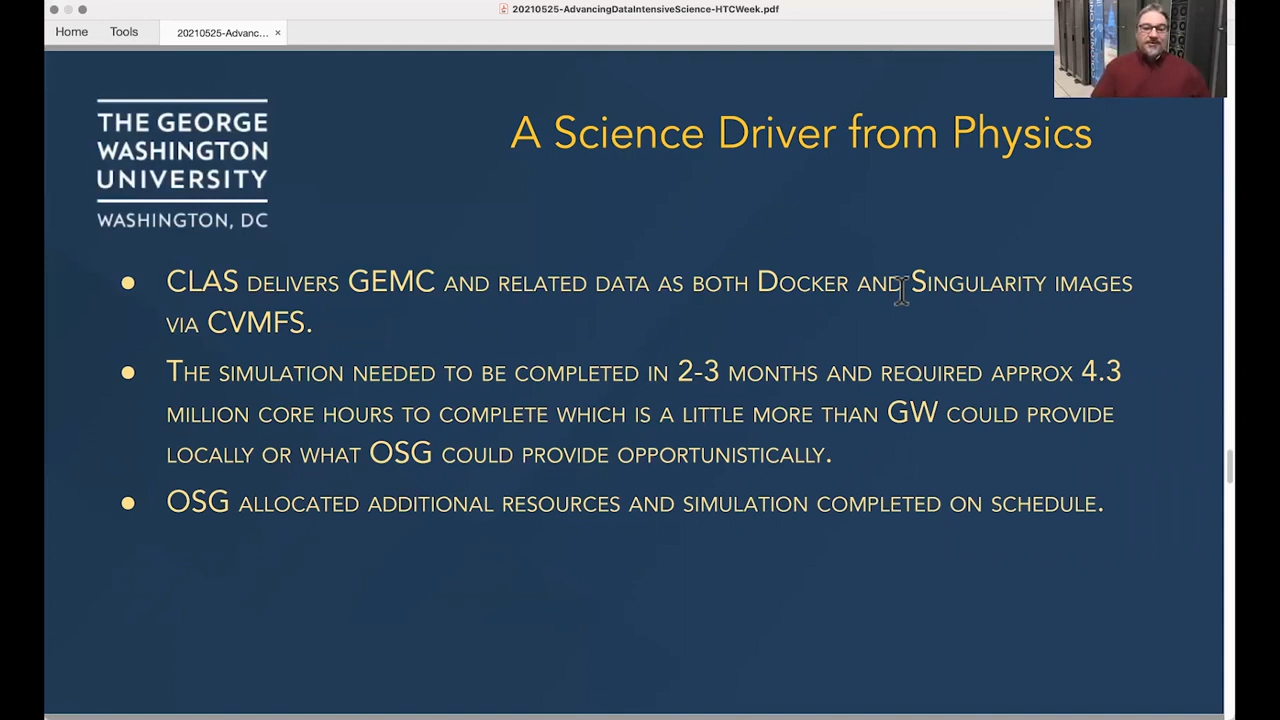 20210525-AdvancingDataIntensiveScience-HTCWeek.pdf
Home Tools 20210525-Advanc... ×
THE GEORGE
WASHINGTON
UNIVERSITY
WASHINGTON, DC
A Science Driver from Physics
• CLAS DELIVERS GEMC AND RELATED DATA AS BOTH DOCKER AND SINGULARITY IMAGES
VIA CVMFS.
• THE SIMULATION NEEDED TO BE COMPLETED IN 2-3 MONTHS AND REQUIRED APPROX 4.3
MILLION CORE HOURS TO COMPLETE WHICH IS A LITTLE MORE THAN GW COULD PROVIDE
LOCALLY OR WHAT OSG COULD PROVIDE OPPORTUNISTICALLY.
• OSG ALLOCATED ADDITIONAL RESOURCES AND SIMULATION COMPLETED ON SCHEDULE.